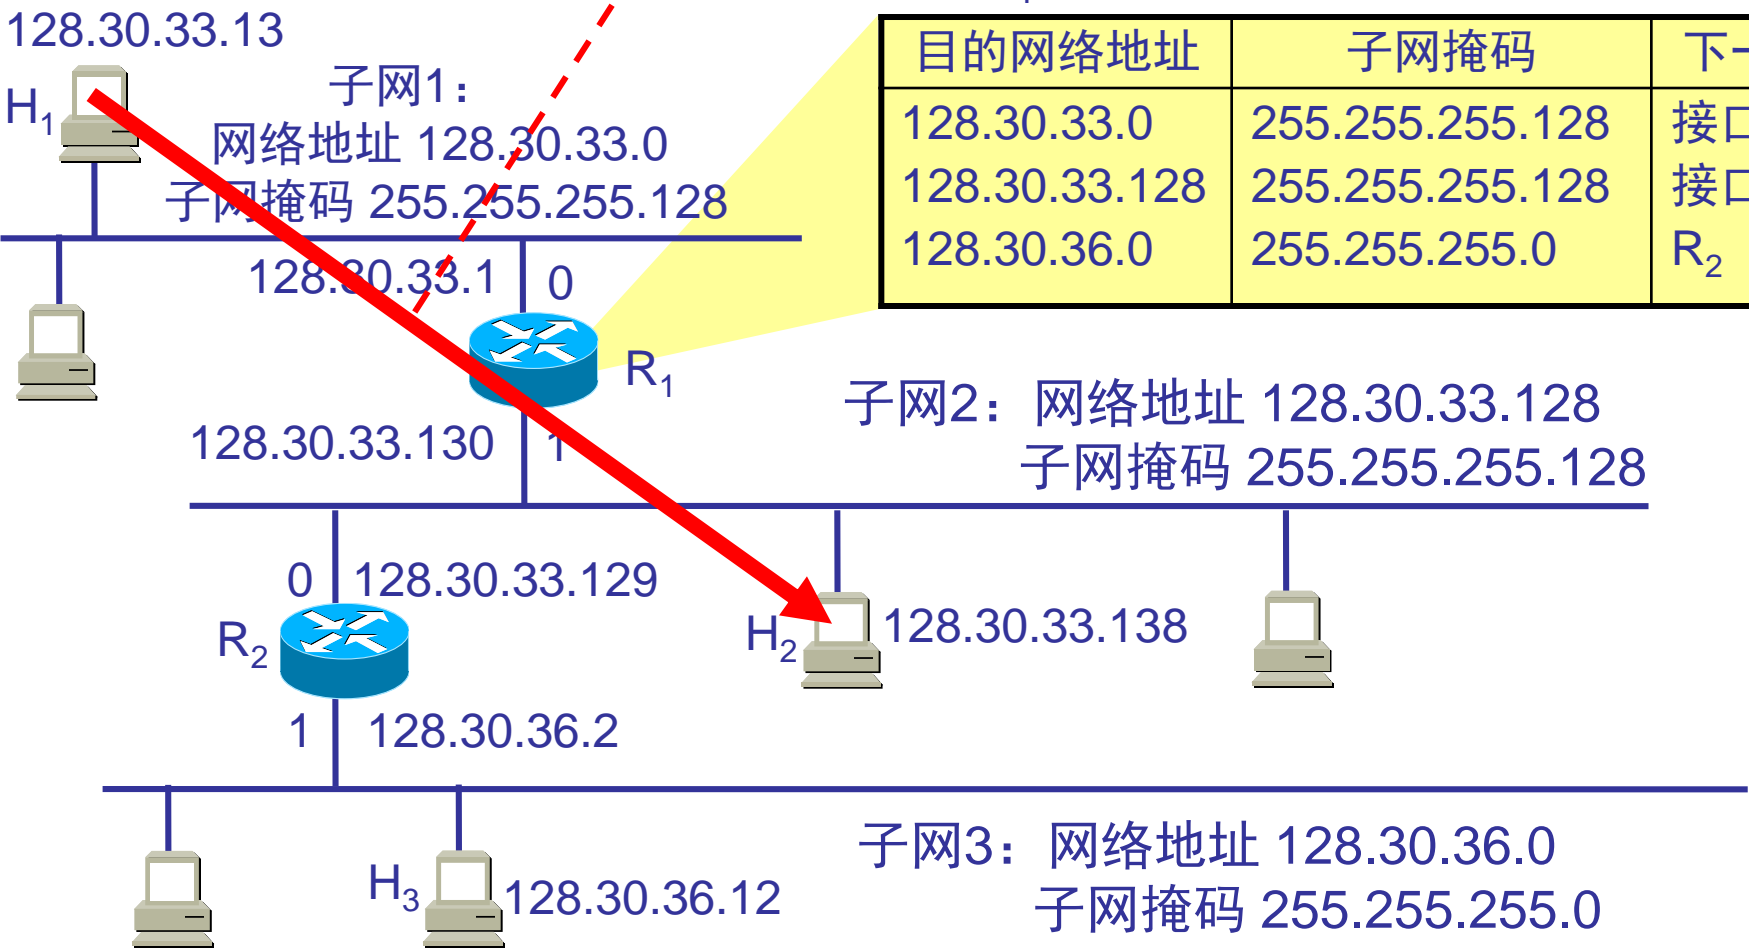 128.30.33.13
H1
子网1：
网络地址 128.30.33.0
子网掩码 255.255.255.128
目的网络地址 子网掩码 下一
128.30.33.0 255.255.255.128 接口
128.30.33.128 255.255.255.128 接口
128.30.36.0 255.255.255.0 R2
128.30.33.1 0
R1
子网2：网络地址 128.30.33.128
子网掩码 255.255.255.128
128.30.33.130 1
0 128.30.33.129
R2
H2 128.30.33.138
1 128.30.36.2
子网3：网络地址 128.30.36.0
子网掩码 255.255.255.0
H3 128.30.36.12